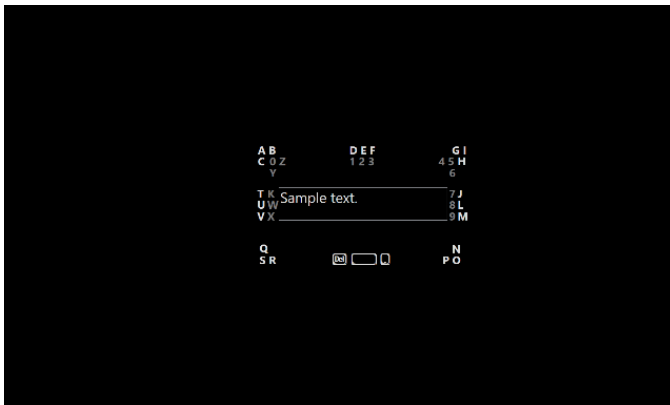 A B D E F G I
C 0 Z 1 2 3 4 5 H
Y 6
T K Sample text. 7 J
U W 8 L
V X 9 M
Q N
S R Del P O